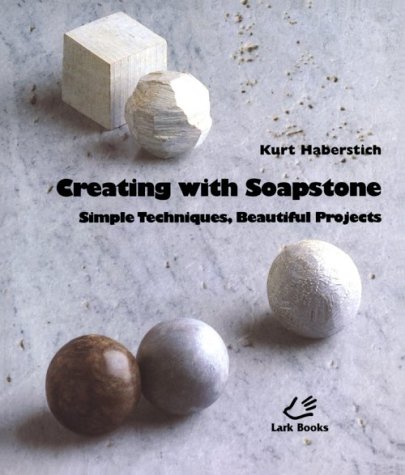 Kurt Haberstich
Creating with Soapstone
Simple Techniques, Beautiful Projects
Lark Books